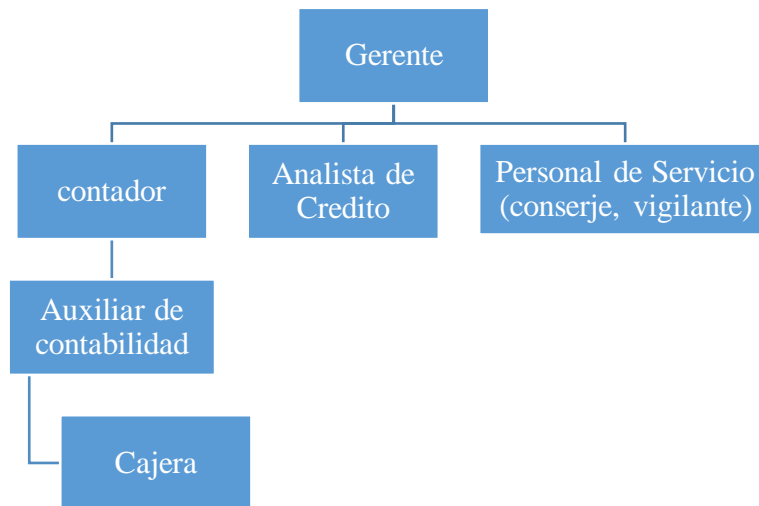 Gerente
contador
Analista de
Credito
Personal de Servicio
(conserje, vigilante)
Auxiliar de
contabilidad
Cajera